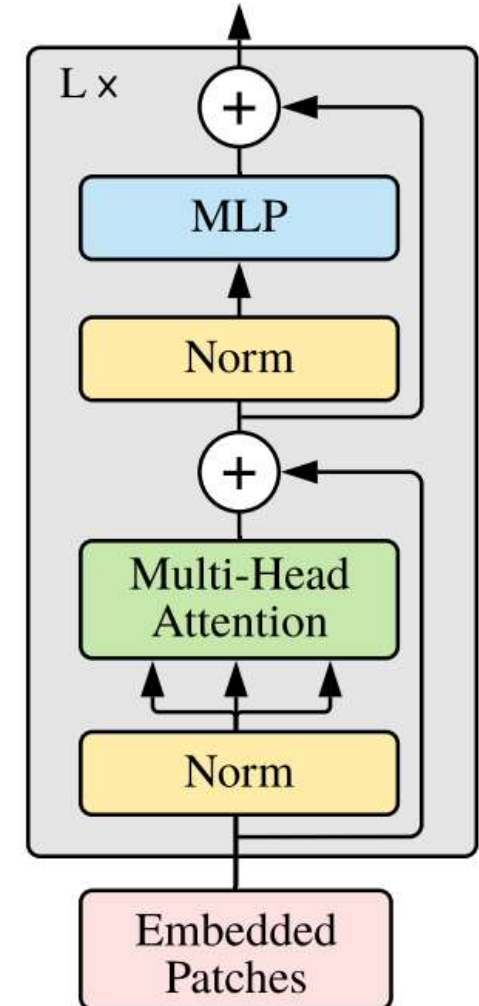 L ×
+
MLP
Norm
+
Multi-Head
Attention
Norm
Embedded
Patches